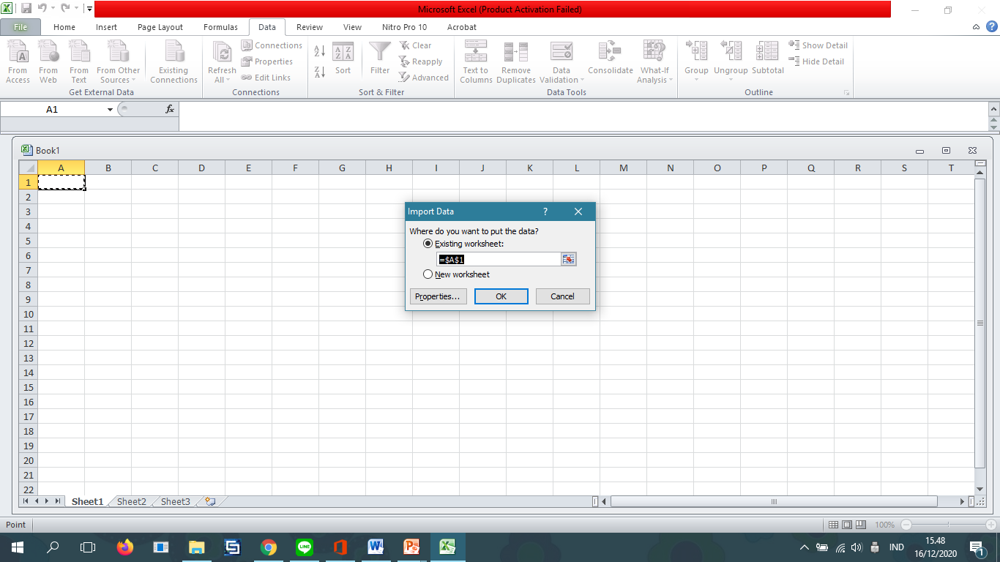 Microsoft Excel (Product Activation Failed)
File Home Insert Page Layout Formulas Data Review View Nitro Pro 10 Acrobat
From Access
From Web
From Text
From Other Sources
Existing Connections
Get External Data
Refresh All
Connections
Properties
Edit Links
Connections
Sort
Filter
Clear
Reapply
Advanced
Sort & Filter
Text to Columns
Remove Duplicates
Data Validation
Consolidate
What-If Analysis
Data Tools
Group
Ungroup
Subtotal
Show Detail
Hide Detail
Outline
A1 fx
Book1
A B C D E F G H I J K L M N O P Q R S T
1
2
3
4
5
6
7
8
9
10
11
12
13
14
15
16
17
18
19
20
21
22
Import Data ?
Where do you want to put the data?
Existing worksheet:
=$A$1
New worksheet
Properties... OK Cancel
Sheet1 Sheet2 Sheet3
Point 100%
IND
15.48
16/12/2020
1